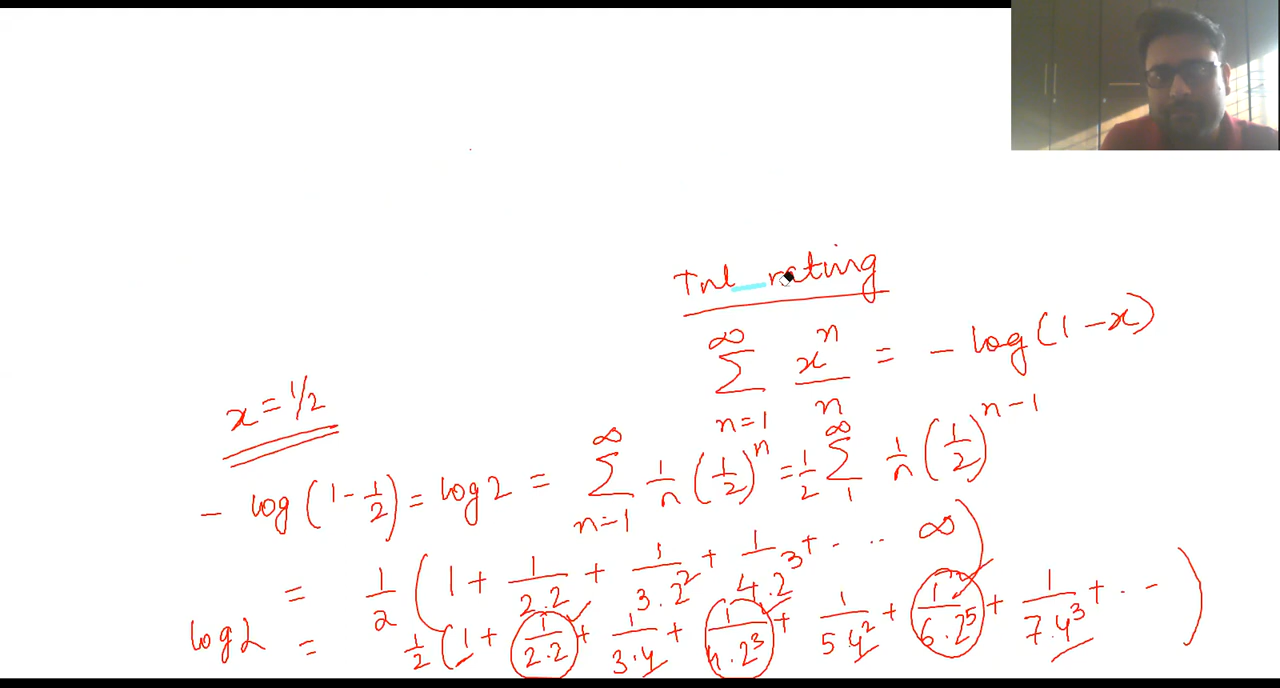 Int rating
∞ ∑ n=1 x^n / n = - log(1-x)
x = 1/2
- log(1 - 1/2) = log 2 = ∞ ∑ n=1 1/n (1/2)^n = 1/2 ∞ ∑ 1 1/n (1/2)^(n-1)
= 1/2 (1 + 1/(2.2) + 1/(3.2^2) + 1/(4.2^3) + . .. ∞)
log 2 = 1/2 (1 + 1/(2.2) + 1/(3.4) + 1/(4.2^3) + 1/(5.4^2) + 1/(6.2^5) + 1/(7.4^3) + . . -)